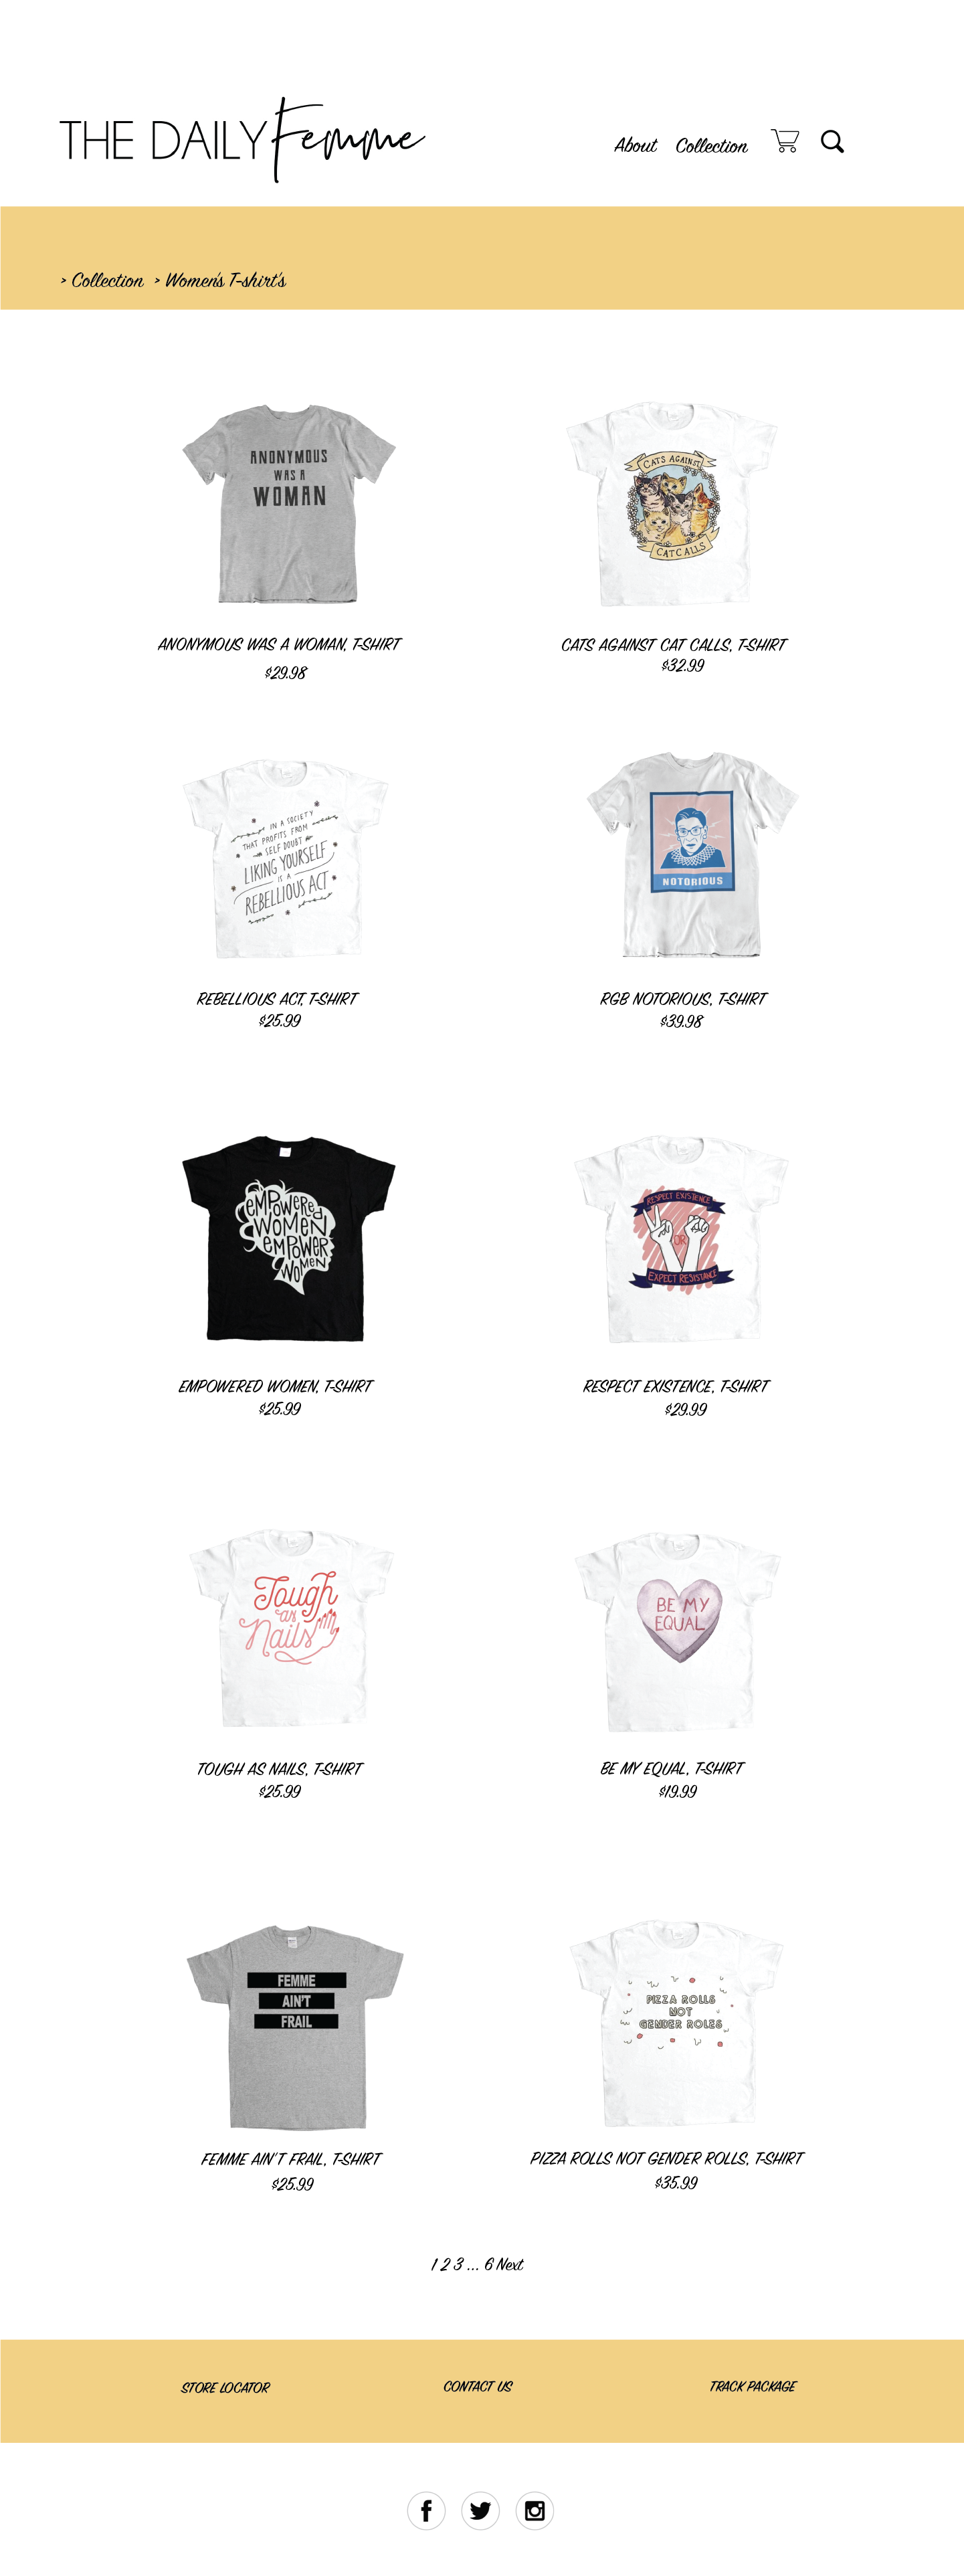 THE DAILY Femme
About Collection
> Collection > Women's T-shirt's
ANONYMOUS
WAS A
WOMAN
CATS AGAINST
CATCALLS
ANONYMOUS WAS A WOMAN, T-SHIRT
$29.98
CATS AGAINST CAT CALLS, T-SHIRT
$32.99
IN A SOCIETY
THAT PROFITS FROM
SELF DOUBT
LIKING YOURSELF
IS A
REBELLIOUS ACT
NOTORIOUS
REBELLIOUS ACT, T-SHIRT
$25.99
RGB NOTORIOUS, T-SHIRT
$39.98
EMPOWERED
WOMEN
EMPOWER
WOMEN
RESPECT EXISTENCE
OR
EXPECT RESISTANCE
EMPOWERED WOMEN, T-SHIRT
$25.99
RESPECT EXISTENCE, T-SHIRT
$29.99
Tough
as
Nails
BE MY
EQUAL
TOUGH AS NAILS, T-SHIRT
$25.99
BE MY EQUAL, T-SHIRT
$19.99
FEMME
AIN'T
FRAIL
PIZZA ROLLS
NOT
GENDER ROLES
FEMME AIN'T FRAIL, T-SHIRT
$25.99
PIZZA ROLLS NOT GENDER ROLLS, T-SHIRT
$35.99
1 2 3 ... 6 Next
STORE LOCATOR
CONTACT US
TRACK PACKAGE